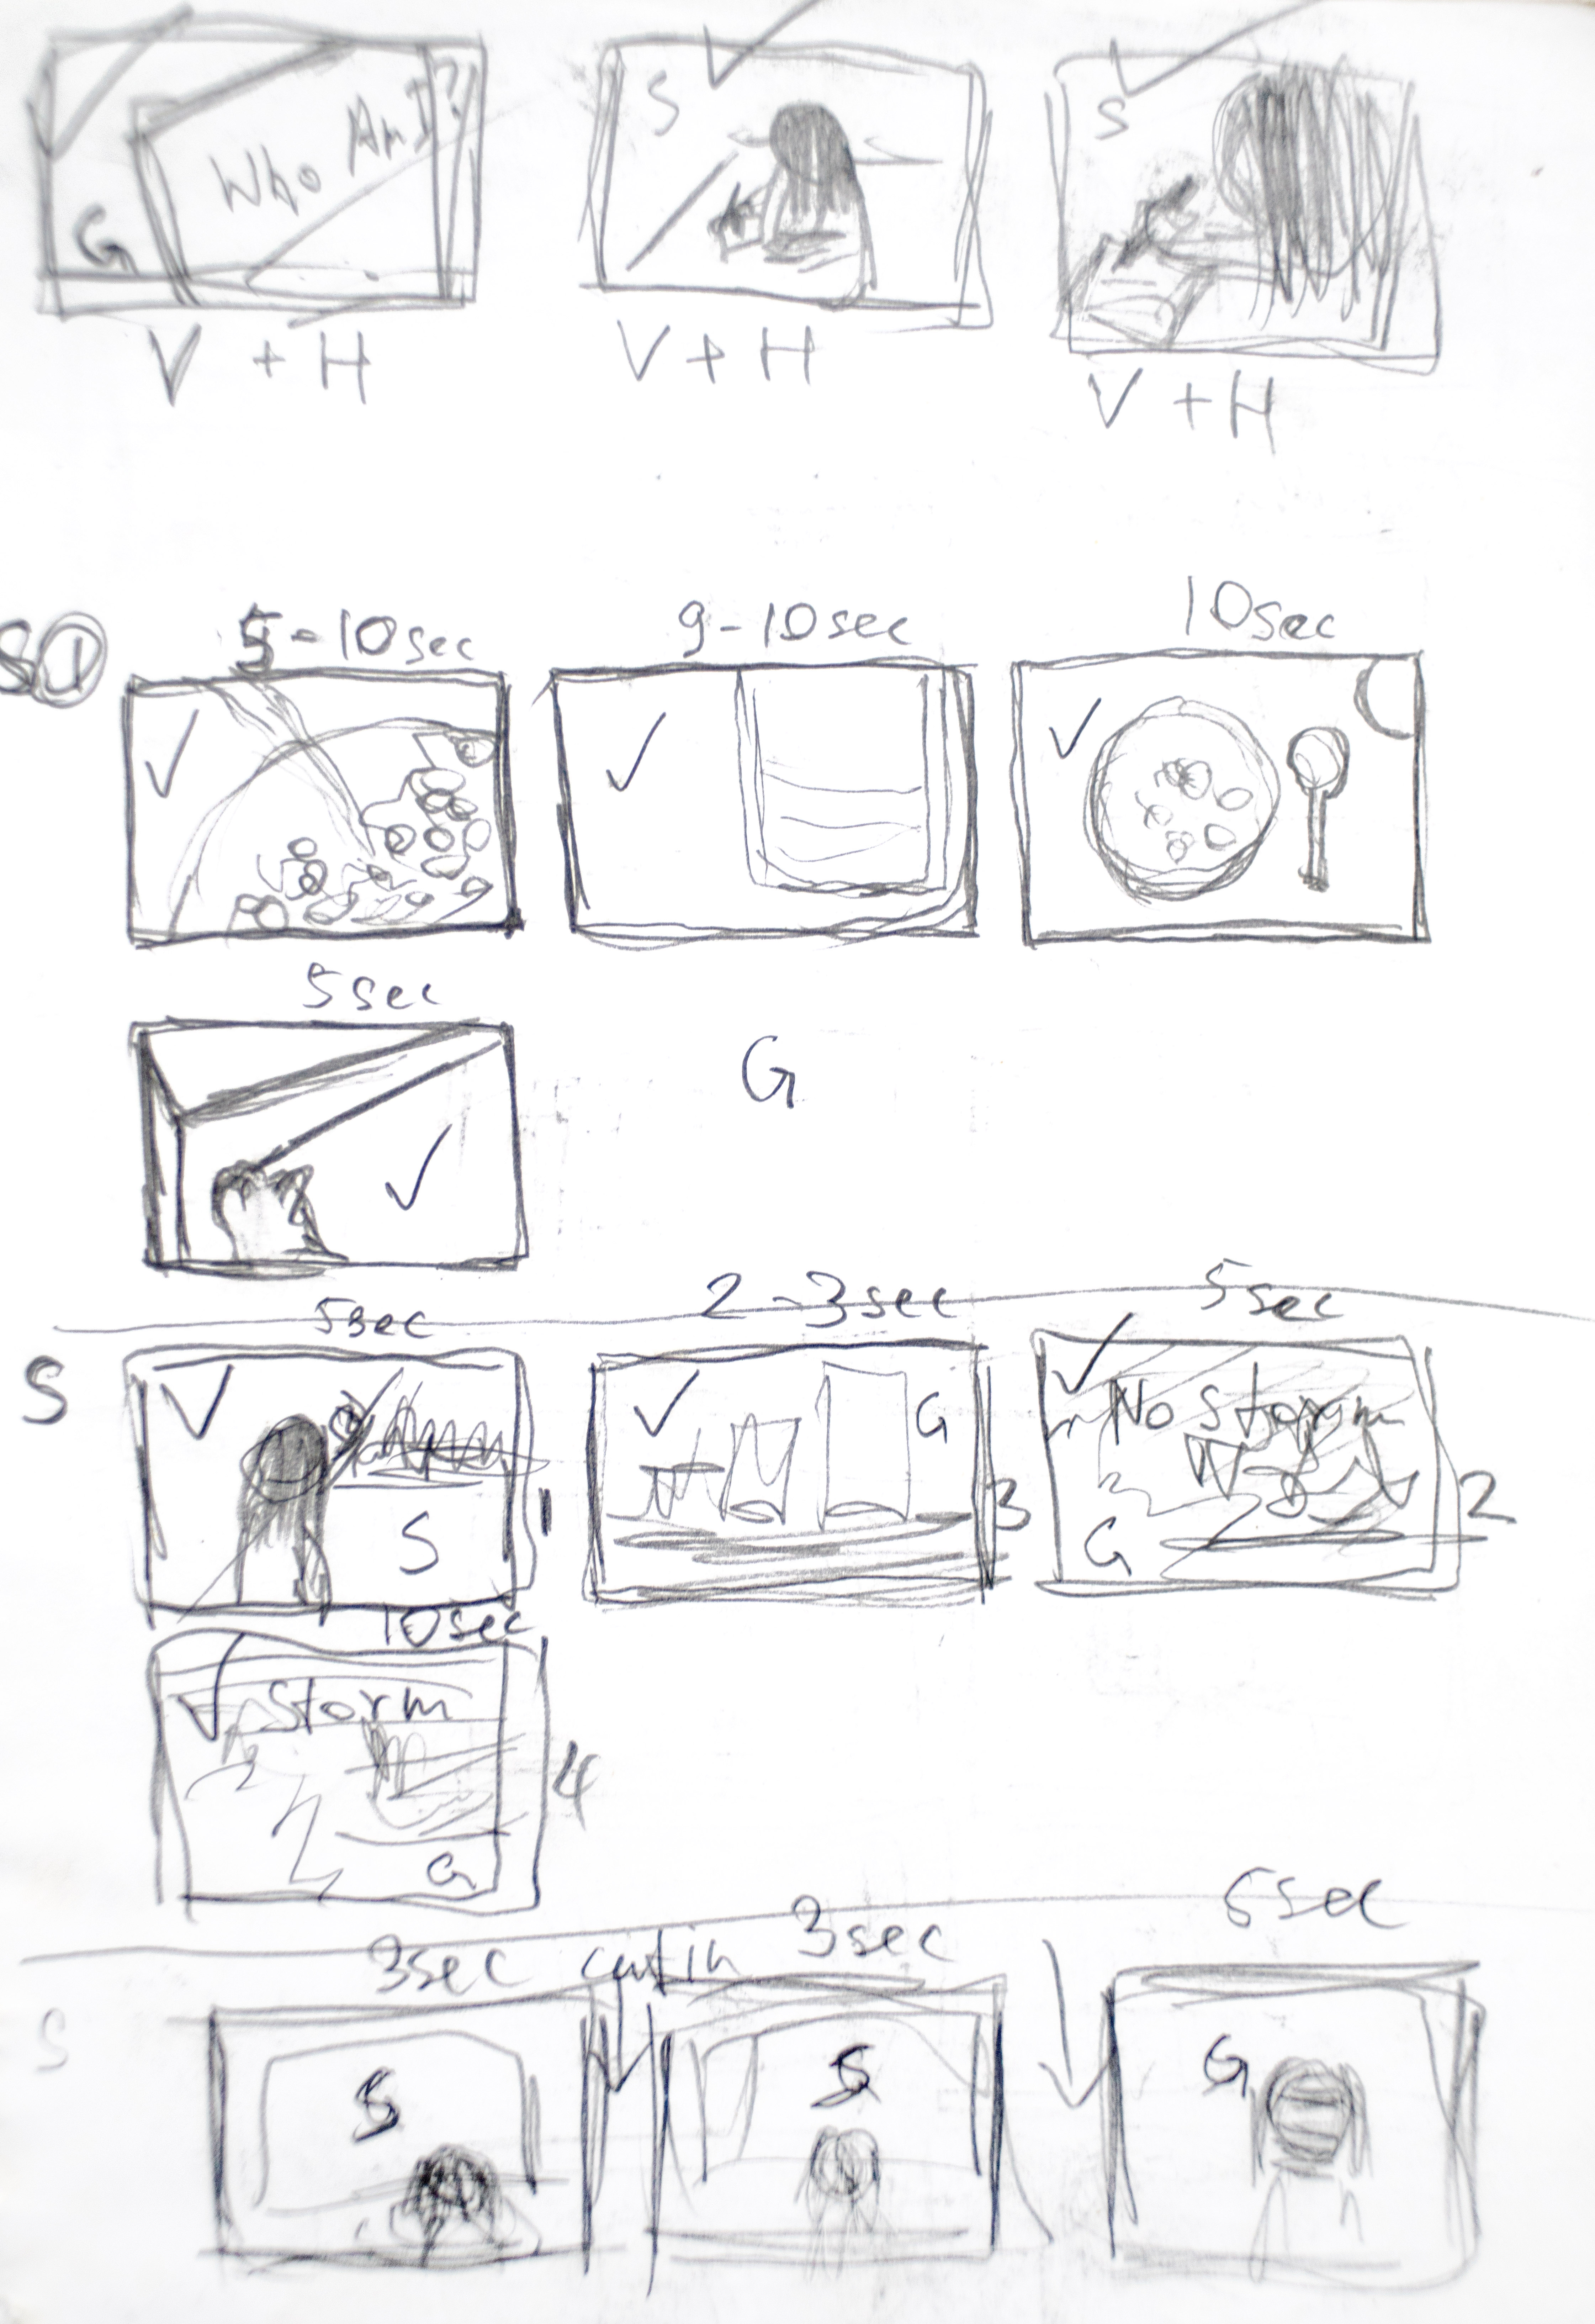 Who Am I?
G
S
S
V + H
V + H
V + H
S①
5-10sec
9-10sec
10sec
5sec
G
5sec
2-3sec
5sec
S
S
1
G
3
No Storm
G
2
10sec
Storm
G
4
3sec
cut in
3sec
5sec
S
S
S
G